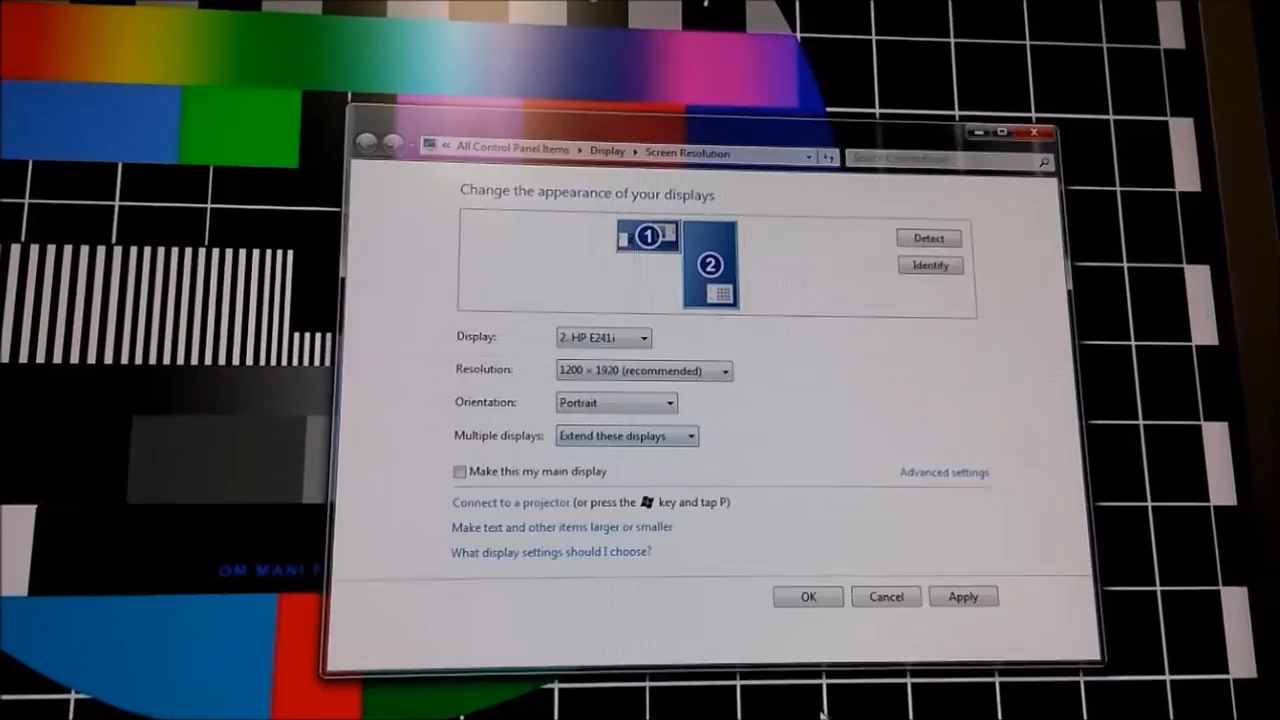 « All Control Panel Items ▸ Display ▸ Screen Resolution
Change the appearance of your displays
1
2
Detect
Identify
Display: 2. HP E241i
Resolution: 1200 × 1920 (recommended)
Orientation: Portrait
Multiple displays: Extend these displays
Make this my main display
Advanced settings
Connect to a projector (or press the key and tap P)
Make text and other items larger or smaller
What display settings should I choose?
OM MANI
OK Cancel Apply